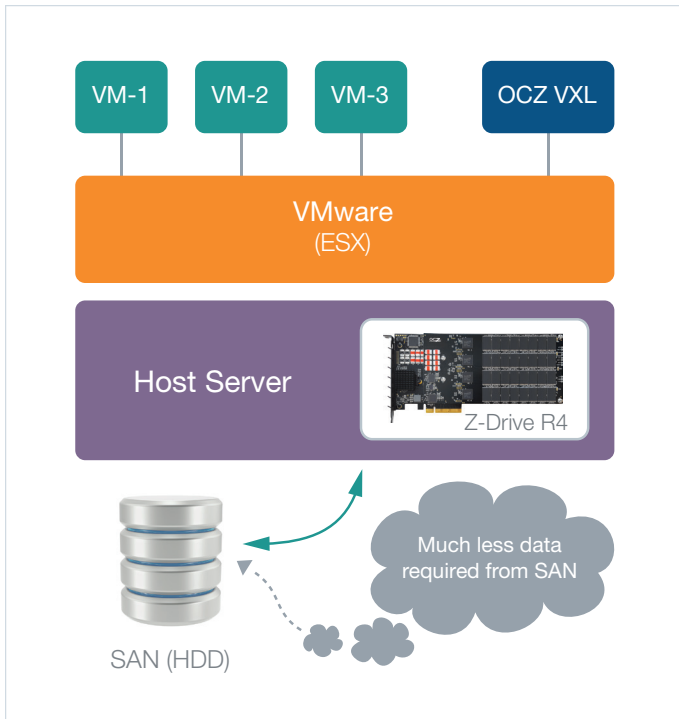 VM-1
VM-2
VM-3
OCZ VXL
VMware
(ESX)
Host Server
Z-Drive R4
Much less data
required from SAN
SAN (HDD)